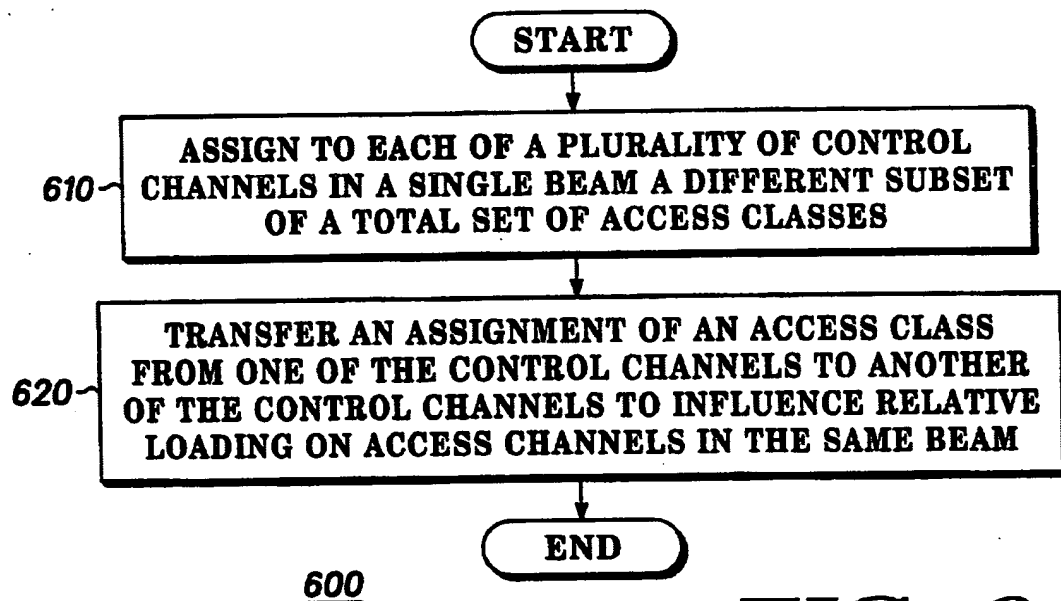 START
610
ASSIGN TO EACH OF A PLURALITY OF CONTROL
CHANNELS IN A SINGLE BEAM A DIFFERENT SUBSET
OF A TOTAL SET OF ACCESS CLASSES
620
TRANSFER AN ASSIGNMENT OF AN ACCESS CLASS
FROM ONE OF THE CONTROL CHANNELS TO ANOTHER
OF THE CONTROL CHANNELS TO INFLUENCE RELATIVE
LOADING ON ACCESS CHANNELS IN THE SAME BEAM
END
600